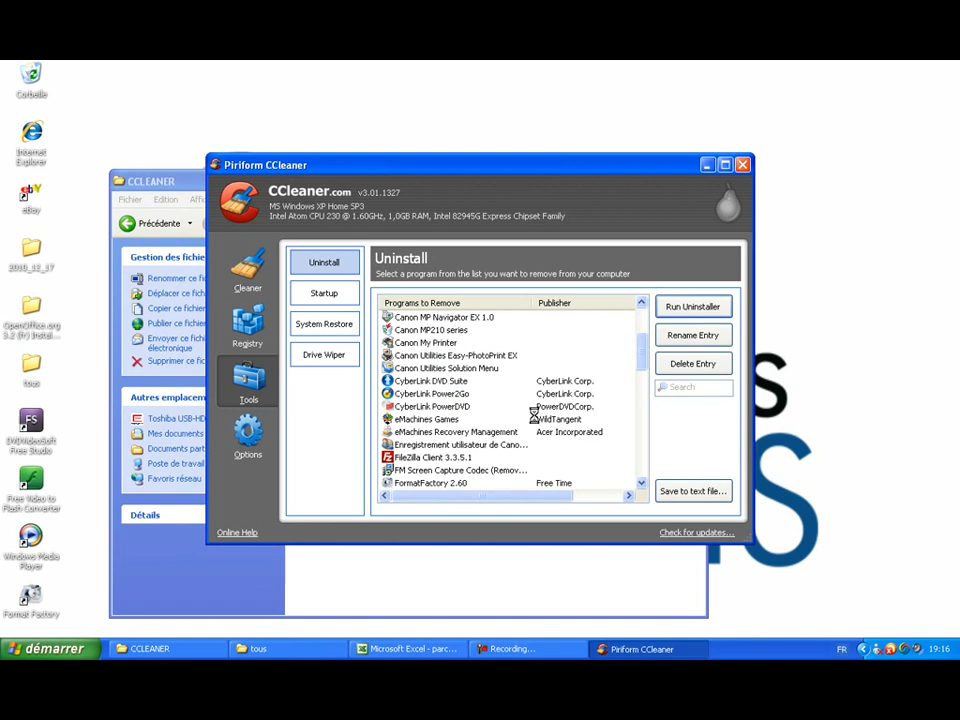 Corbeille
Internet
Explorer
eBay
2010_12_17
OpenOffice.org
3.2 (fr) Instal...
tous
FS
DVDVideoSoft
Free Studio
Free Video to
Flash Converter
Windows Media
Player
Format Factory
CCLEANER
Fichier Edition
Précédente
Gestion des fichie
Renommer ce fi
Déplacer ce fich
Copier ce fichie
Publier ce fichie
Envoyer ce fich
électronique
Supprimer ce fic
Autres emplacem
Toshiba USB-HD
Mes documents
Documents part
Poste de travail
Favoris réseau
Détails
Piriform CCleaner
CCleaner.com v3.01.1327
MS Windows XP Home SP3
Intel Atom CPU 230 @ 1.60GHz, 1,0GB RAM, Intel 82945G Express Chipset Family
Cleaner
Registry
Tools
Options
Uninstall
Startup
System Restore
Drive Wiper
Uninstall
Select a program from the list you want to remove from your computer
Programs to Remove Publisher
Canon MP Navigator EX 1.0
Canon MP210 series
Canon My Printer
Canon Utilities Easy-PhotoPrint EX
Canon Utilities Solution Menu
CyberLink DVD Suite CyberLink Corp.
CyberLink Power2Go CyberLink Corp.
CyberLink PowerDVD PowerDVDCorp.
eMachines Games WildTangent
eMachines Recovery Management Acer Incorporated
Enregistrement utilisateur de Cano...
FileZilla Client 3.3.5.1
FM Screen Capture Codec (Remov...
FormatFactory 2.60 Free Time
Run Uninstaller
Rename Entry
Delete Entry
Search
Save to text file...
Online Help
Check for updates...
démarrer
CCLEANER
tous
Microsoft Excel - parc...
Recording...
Piriform CCleaner
FR
19:16